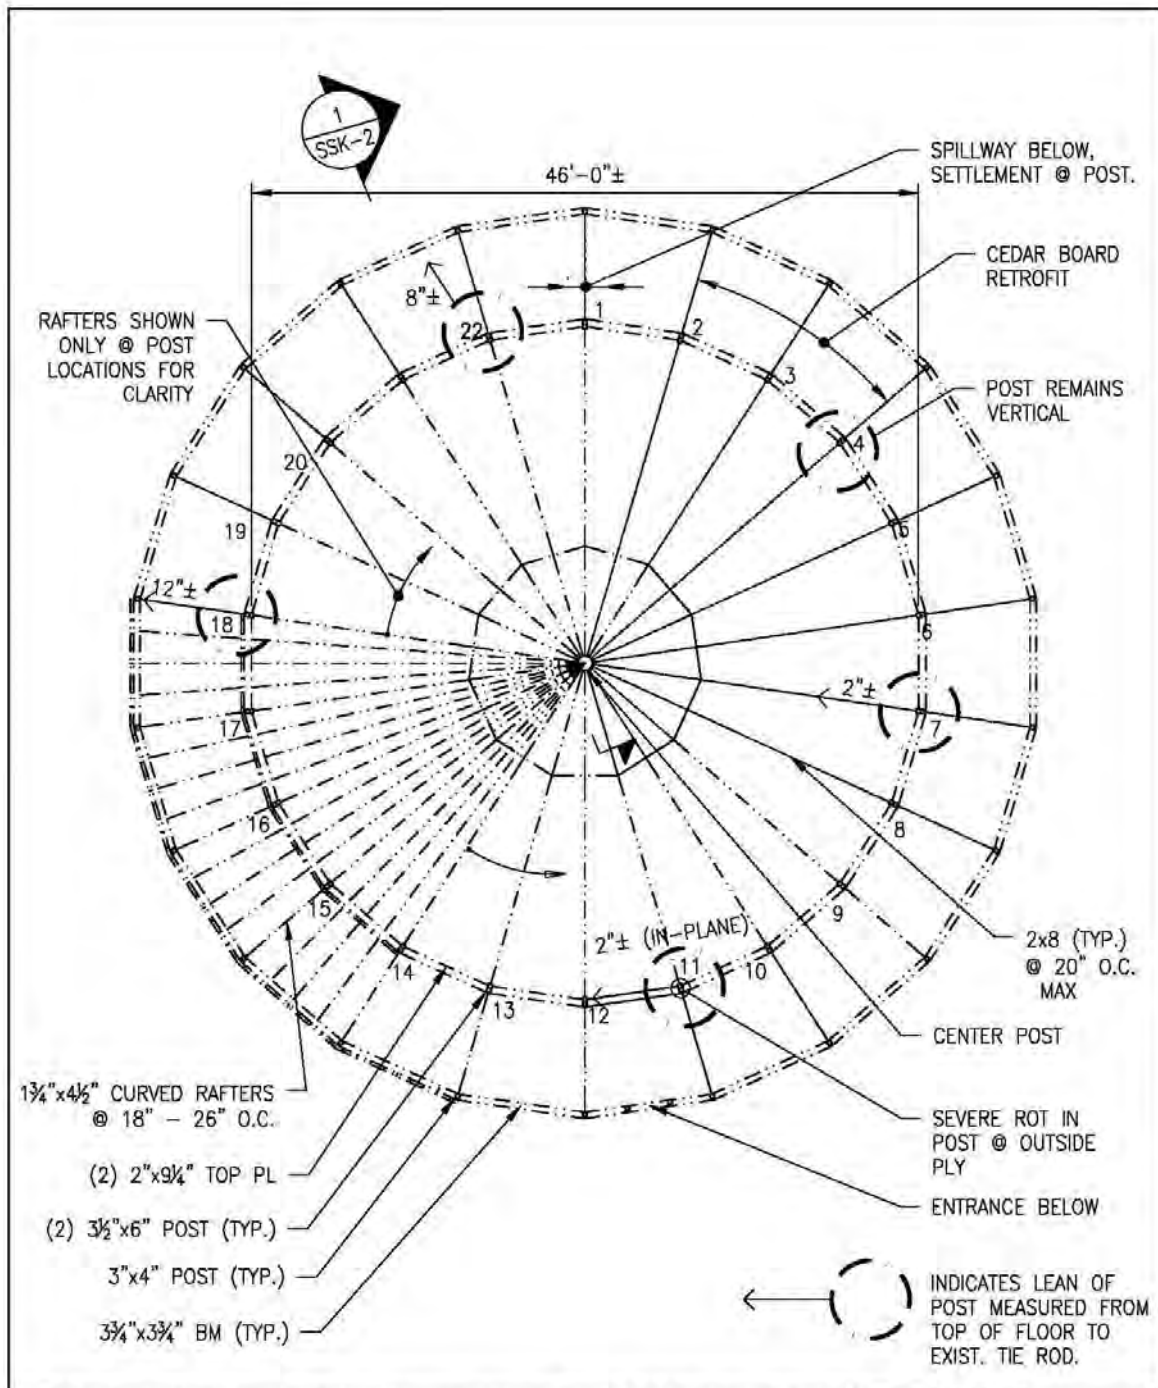 1
SSK-2
46'-0"±
SPILLWAY BELOW,
SETTLEMENT @ POST.
CEDAR BOARD
RETROFIT
POST REMAINS
VERTICAL
RAFTERS SHOWN
ONLY @ POST
LOCATIONS FOR
CLARITY
8"±
22
1
2
3
4
5
6
2"±
7
8
9
10
2"± (IN-PLANE)
11
12
13
14
15
16
17
12"±
18
19
20
2x8 (TYP.)
@ 20" O.C.
MAX
CENTER POST
SEVERE ROT IN
POST @ OUTSIDE
PLY
ENTRANCE BELOW
1¾"x4½" CURVED RAFTERS
@ 18" – 26" O.C.
(2) 2"x9¼" TOP PL
(2) 3½"x6" POST (TYP.)
3"x4" POST (TYP.)
3¾"x3¾" BM (TYP.)
INDICATES LEAN OF
POST MEASURED FROM
TOP OF FLOOR TO
EXIST. TIE ROD.